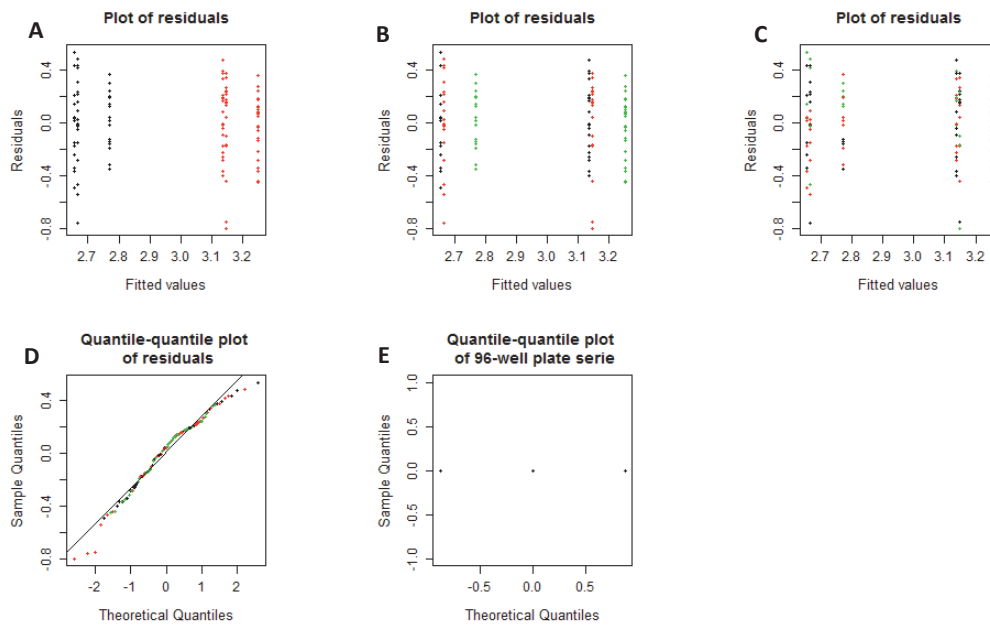 A
Plot of residuals
Residuals
0.4
0.0
-0.4
-0.8
2.7 2.8 2.9 3.0 3.1 3.2
Fitted values
B
Plot of residuals
Residuals
0.4
0.0
-0.4
-0.8
2.7 2.8 2.9 3.0 3.1 3.2
Fitted values
C
Plot of residuals
Residuals
0.4
0.0
-0.4
-0.8
2.7 2.8 2.9 3.0 3.1 3.2
Fitted values
D
Quantile-quantile plot
of residuals
Sample Quantiles
0.4
0.0
-0.4
-0.8
-2 -1 0 1 2
Theoretical Quantiles
E
Quantile-quantile plot
of 96-well plate serie
Sample Quantiles
1.0
0.5
0.0
-0.5
-1.0
-0.5 0.0 0.5
Theoretical Quantiles